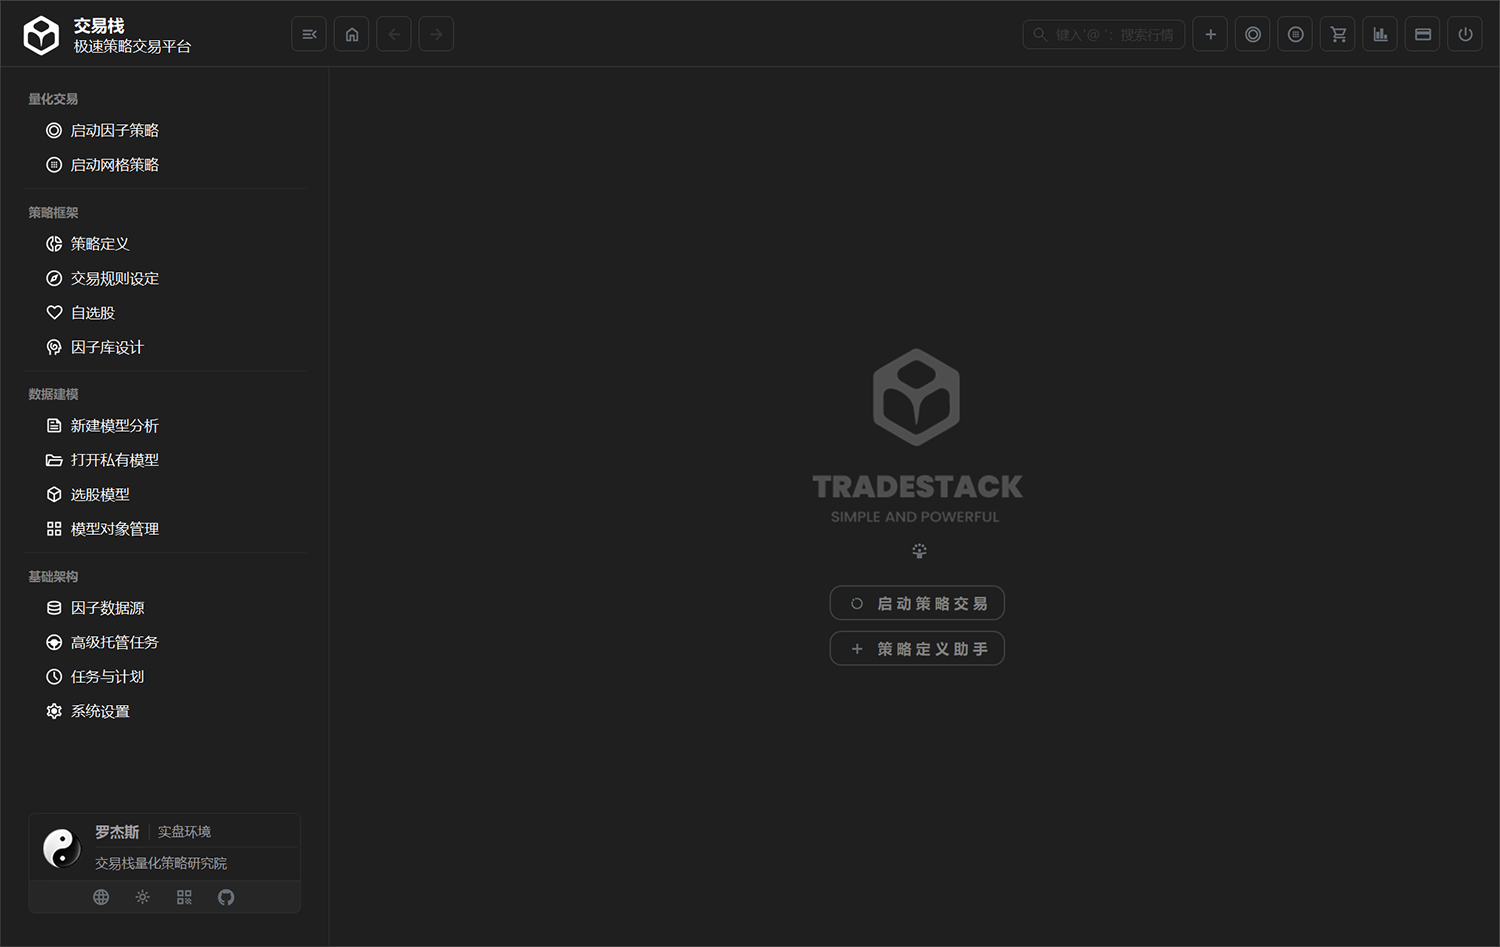 交易栈
极速策略交易平台
键入'@ '：搜索行情
量化交易
启动因子策略
启动网格策略
策略框架
策略定义
交易规则设定
自选股
因子库设计
数据建模
新建模型分析
打开私有模型
选股模型
模型对象管理
基础架构
因子数据源
高级托管任务
任务与计划
系统设置
罗杰斯 实盘环境
交易栈量化策略研究院
TRADESTACK
SIMPLE AND POWERFUL
启动策略交易
策略定义助手